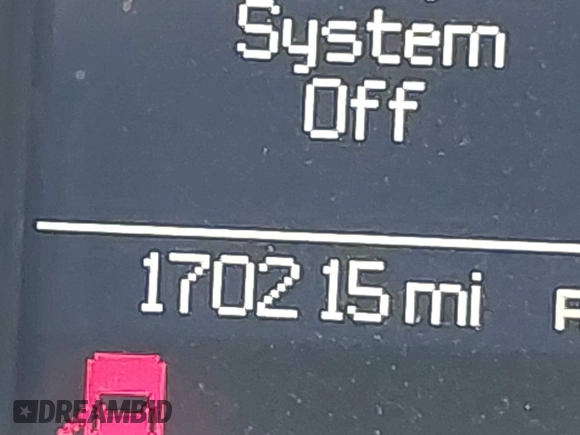 System
Off
170215 mi
DREAMBID